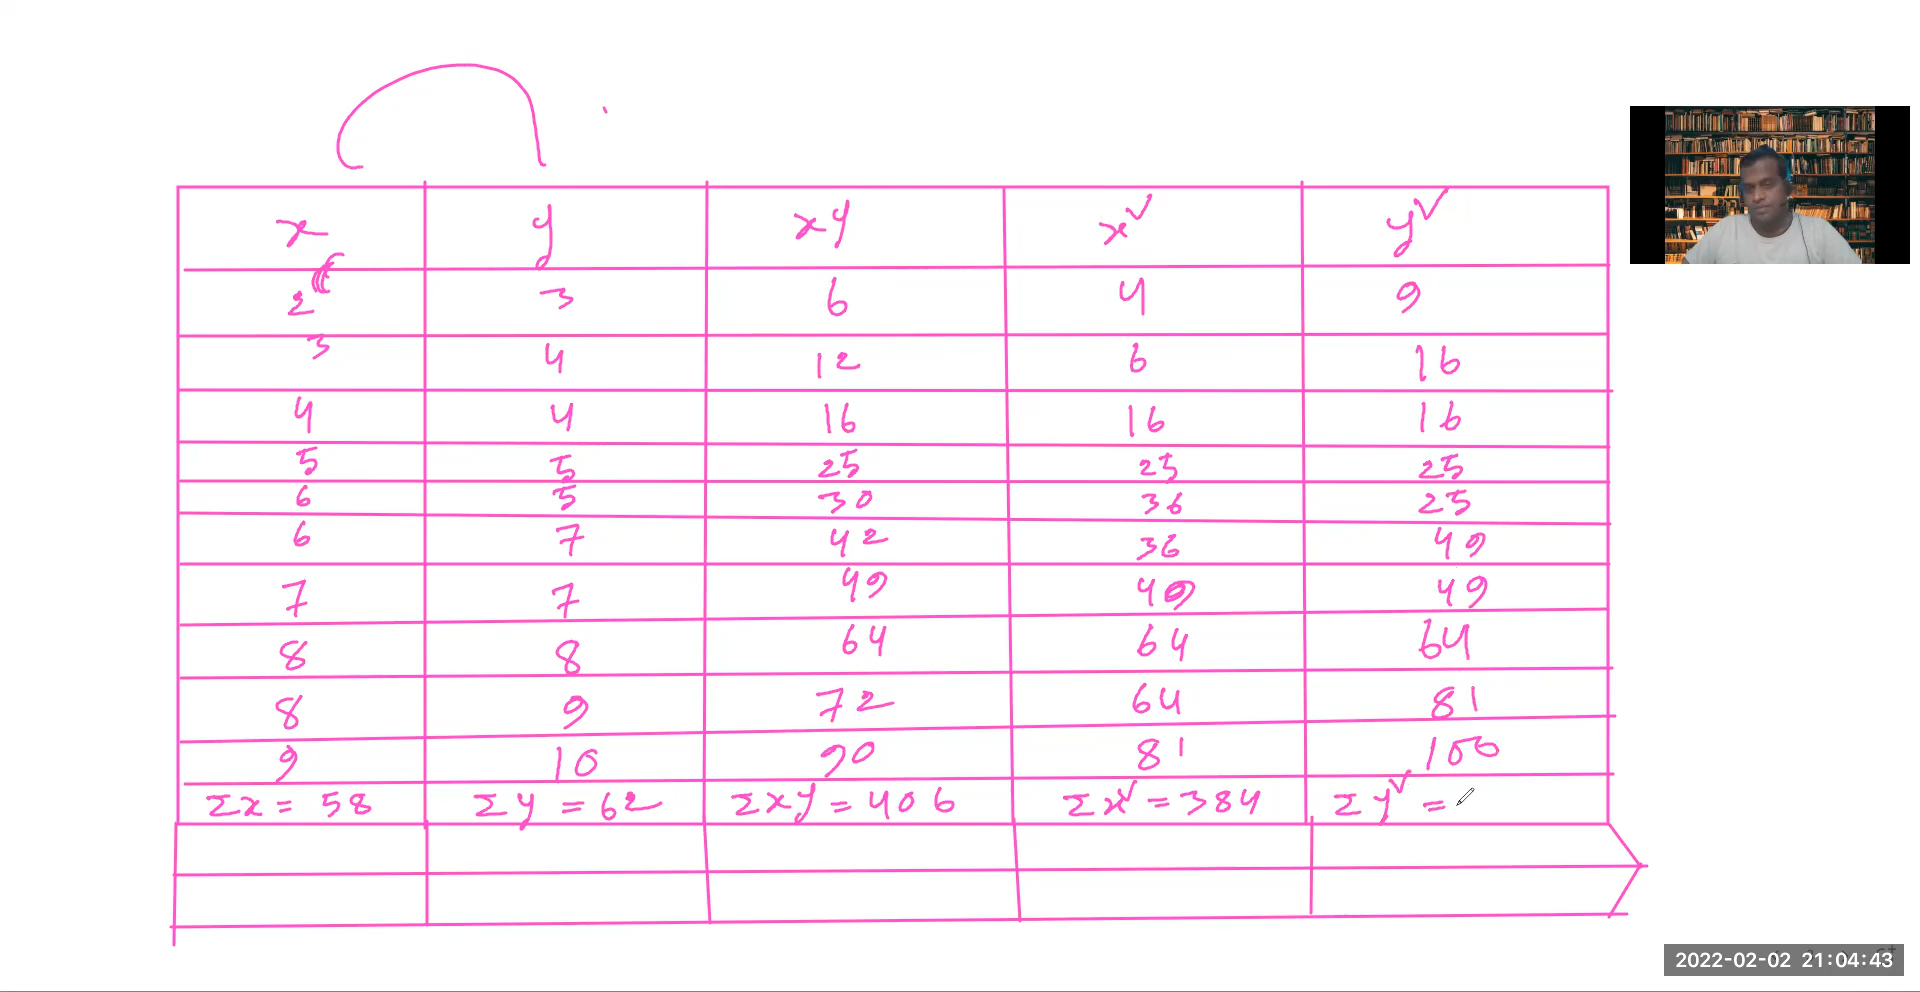 x y xy x² y²
2 3 6 4 9
3 4 12 6 16
4 4 16 16 16
5 5 25 25 25
6 5 30 36 25
6 7 42 36 49
7 7 49 49 49
8 8 64 64 64
8 9 72 64 81
9 10 90 81 100
Σx = 58 Σy = 62 Σxy = 406 Σx² = 384 Σy² =
2022-02-02 21:04:43